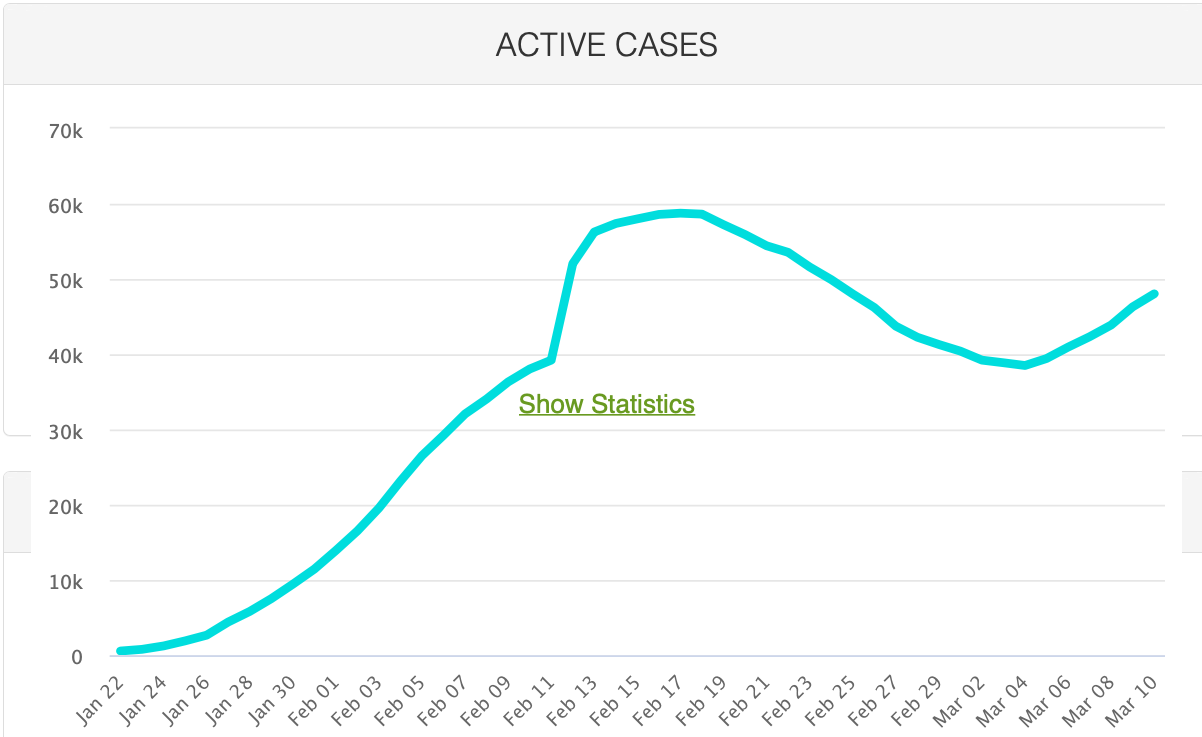 ACTIVE CASES
70k
60k
50k
40k
Show Statistics
30k
20k
10k
0
Jan 22 Jan 24 Jan 26 Jan 28 Jan 30 Feb 01 Feb 03 Feb 05 Feb 07 Feb 09 Feb 11 Feb 13 Feb 15 Feb 17 Feb 19 Feb 21 Feb 23 Feb 25 Feb 27 Feb 29 Mar 02 Mar 04 Mar 06 Mar 08 Mar 10